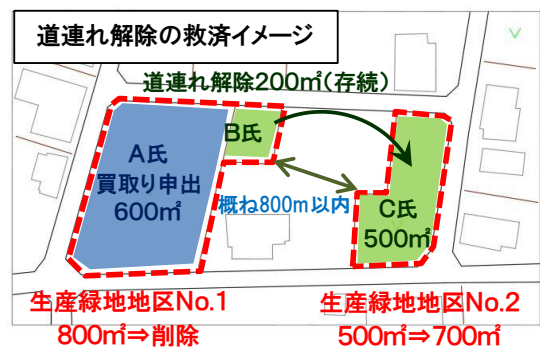 道連れ解除の救済イメージ
道連れ解除200㎡(存続)
B氏
A氏
買取り申出
600㎡
概ね800m以内
C氏
500㎡
生産緑地地区No.1
800㎡⇒削除
生産緑地地区No.2
500㎡⇒700㎡